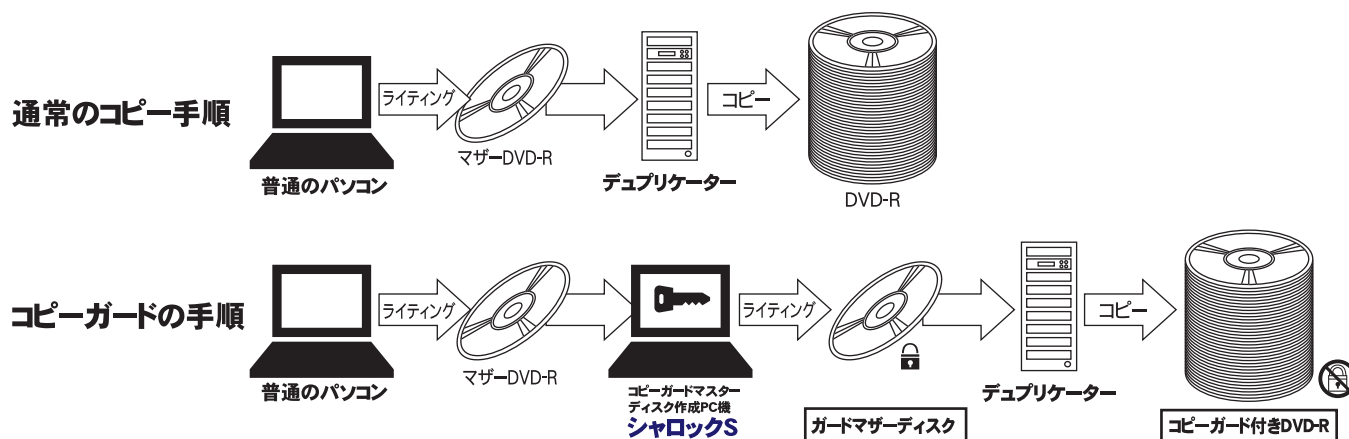 通常のコピー手順
ライティング
コピー
マザーDVD-R
普通のパソコン
デュプリケーター
DVD-R
コピーガードの手順
ライティング
ライティング
コピー
マザーDVD-R
普通のパソコン
コピーガードマスター
ディスク作成PC機
シャロックS
ガードマザーディスク
デュプリケーター
コピーガード付きDVD-R